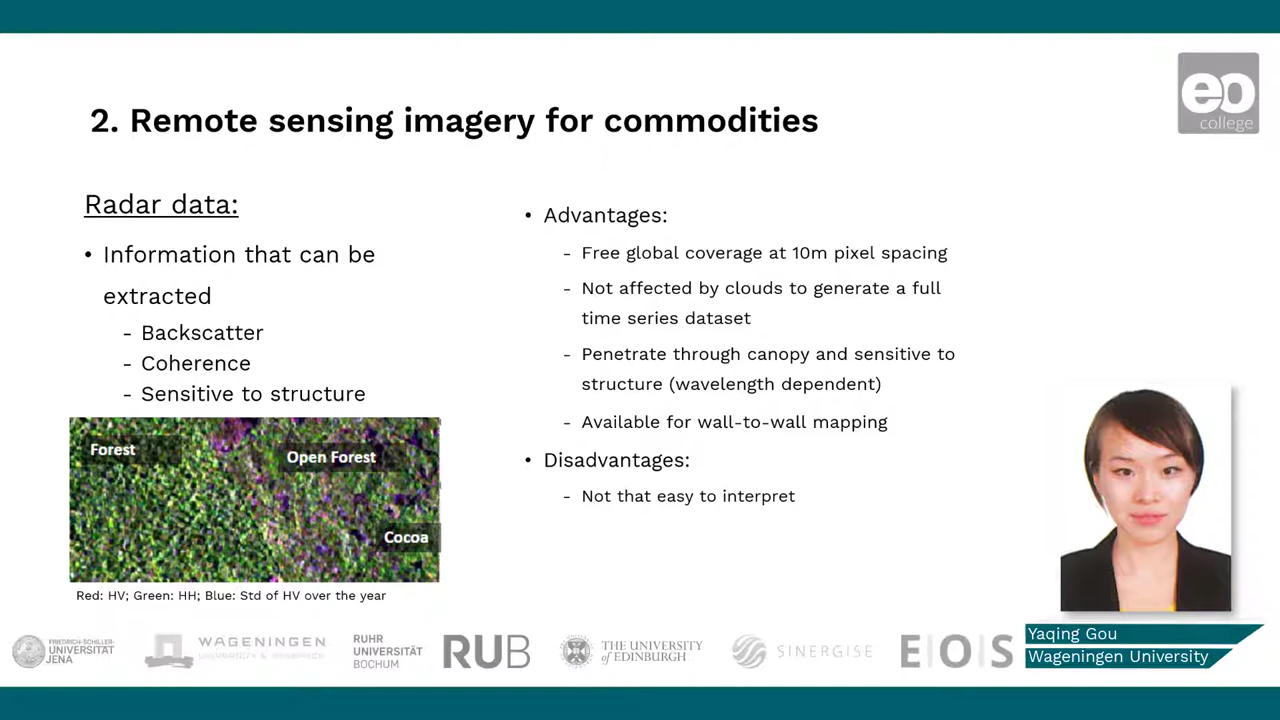 eo
college
2. Remote sensing imagery for commodities
Radar data:
• Information that can be
extracted
- Backscatter
- Coherence
- Sensitive to structure
Forest
Open Forest
Cocoa
Red: HV; Green: HH; Blue: Std of HV over the year
• Advantages:
- Free global coverage at 10m pixel spacing
- Not affected by clouds to generate a full
time series dataset
- Penetrate through canopy and sensitive to
structure (wavelength dependent)
- Available for wall-to-wall mapping
• Disadvantages:
- Not that easy to interpret
Yaqing Gou
Wageningen University
FRIEDRICH-SCHILLER-
UNIVERSITÄT
JENA
WAGENINGEN
UNIVERSITY & RESEARCH
RUHR
UNIVERSITÄT
BOCHUM
RUB
THE UNIVERSITY
of EDINBURGH
SINERGISE
E|O|S